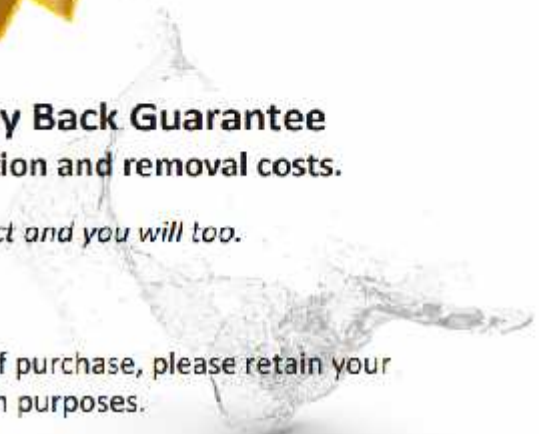 y Back Guarantee
ion and removal costs.
ct and you will too.
f purchase, please retain your
n purposes.